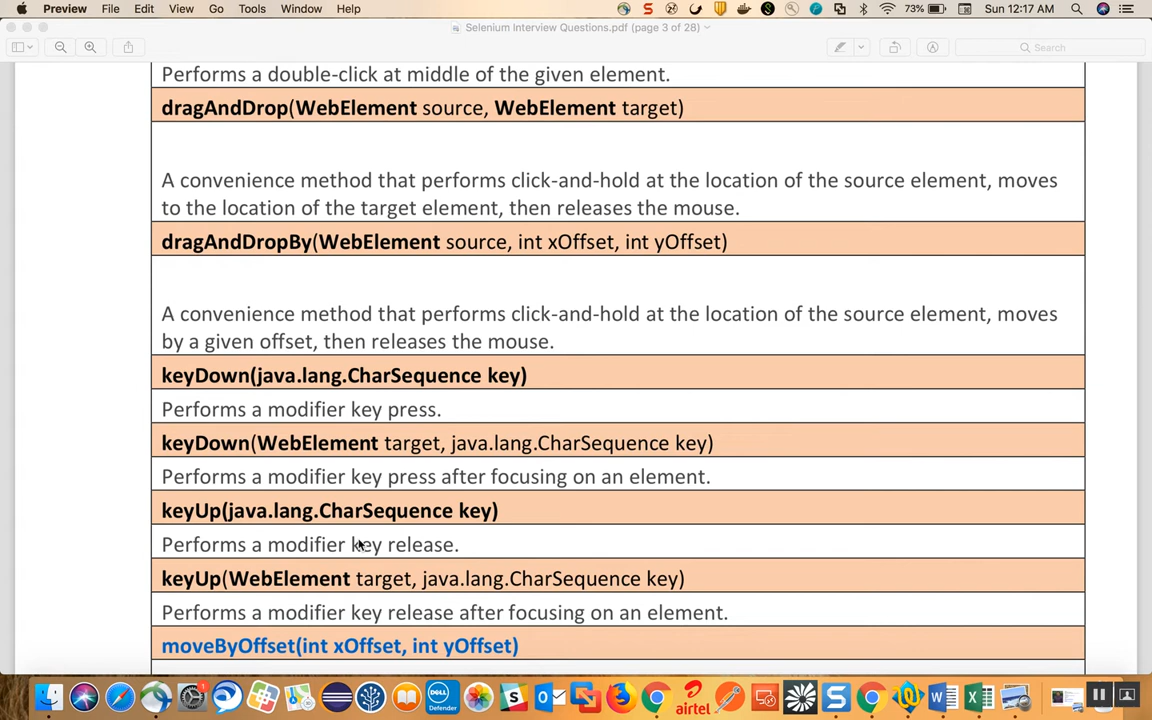 Preview File Edit View Go Tools Window Help 73% Sun 12:17 AM
Selenium Interview Questions.pdf (page 3 of 28)
Search
Performs a double-click at middle of the given element.
dragAndDrop(WebElement source, WebElement target)
A convenience method that performs click-and-hold at the location of the source element, moves
to the location of the target element, then releases the mouse.
dragAndDropBy(WebElement source, int xOffset, int yOffset)
A convenience method that performs click-and-hold at the location of the source element, moves
by a given offset, then releases the mouse.
keyDown(java.lang.CharSequence key)
Performs a modifier key press.
keyDown(WebElement target, java.lang.CharSequence key)
Performs a modifier key press after focusing on an element.
keyUp(java.lang.CharSequence key)
Performs a modifier key release.
keyUp(WebElement target, java.lang.CharSequence key)
Performs a modifier key release after focusing on an element.
moveByOffset(int xOffset, int yOffset)
DELL
Defender
airtel